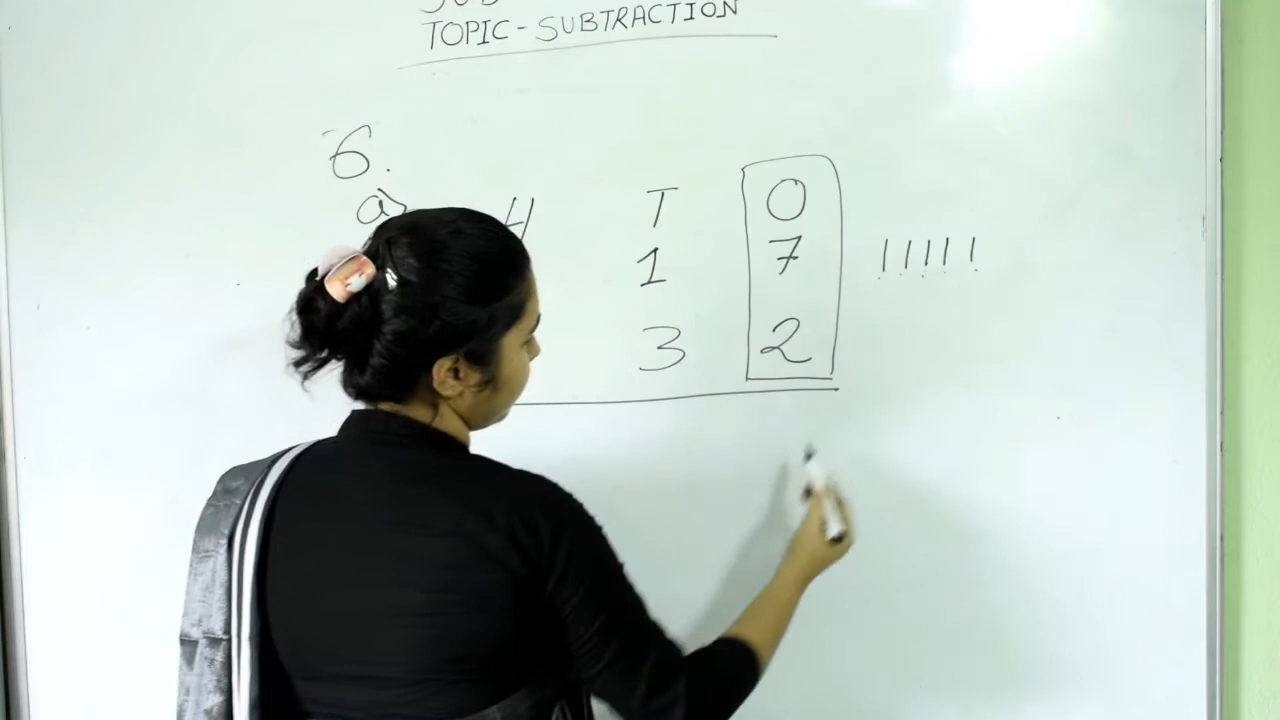 TOPIC-SUBTRACTION
6.
a) H T O
1 7 | | | | |
3 2